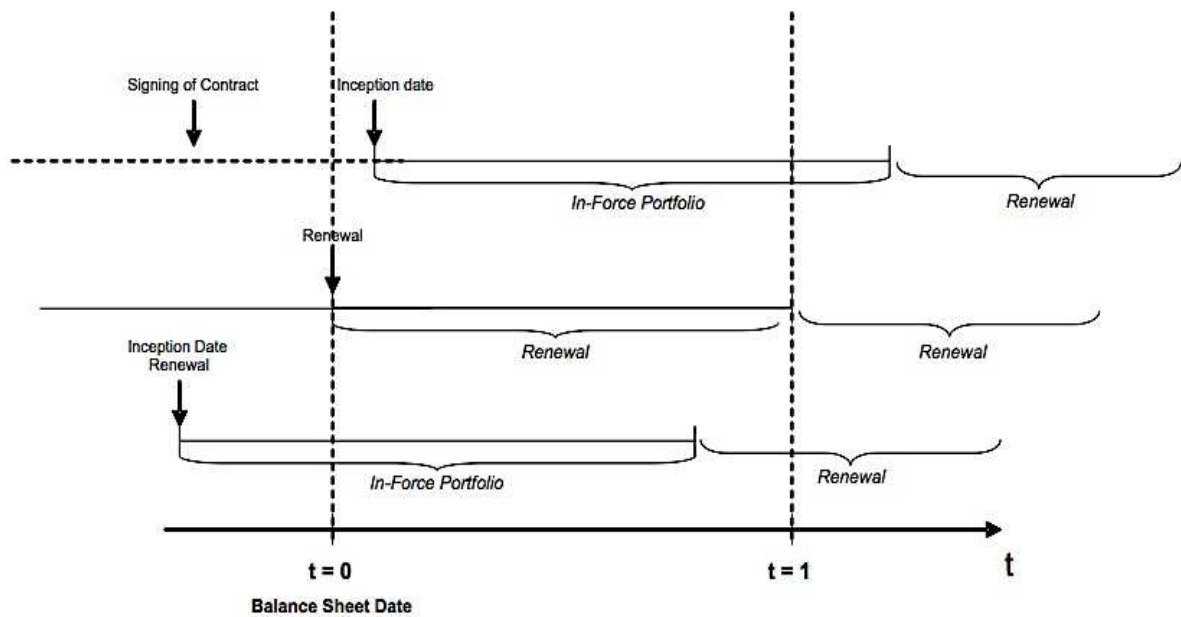 Signing of Contract
Inception date
In-Force Portfolio
Renewal
Renewal
Renewal
Renewal
Inception Date
Renewal
In-Force Portfolio
Renewal
t = 0
t = 1
t
Balance Sheet Date